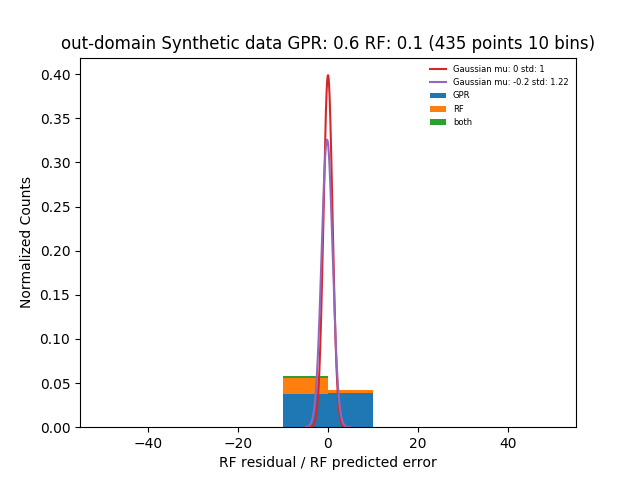 out-domain Synthetic data GPR: 0.6 RF: 0.1 (435 points 10 bins)
Gaussian mu: 0 std: 1
Gaussian mu: -0.2 std: 1.22
GPR
RF
both
Normalized Counts
0.40
0.35
0.30
0.25
0.20
0.15
0.10
0.05
0.00
−40
−20
0
20
40
RF residual / RF predicted error